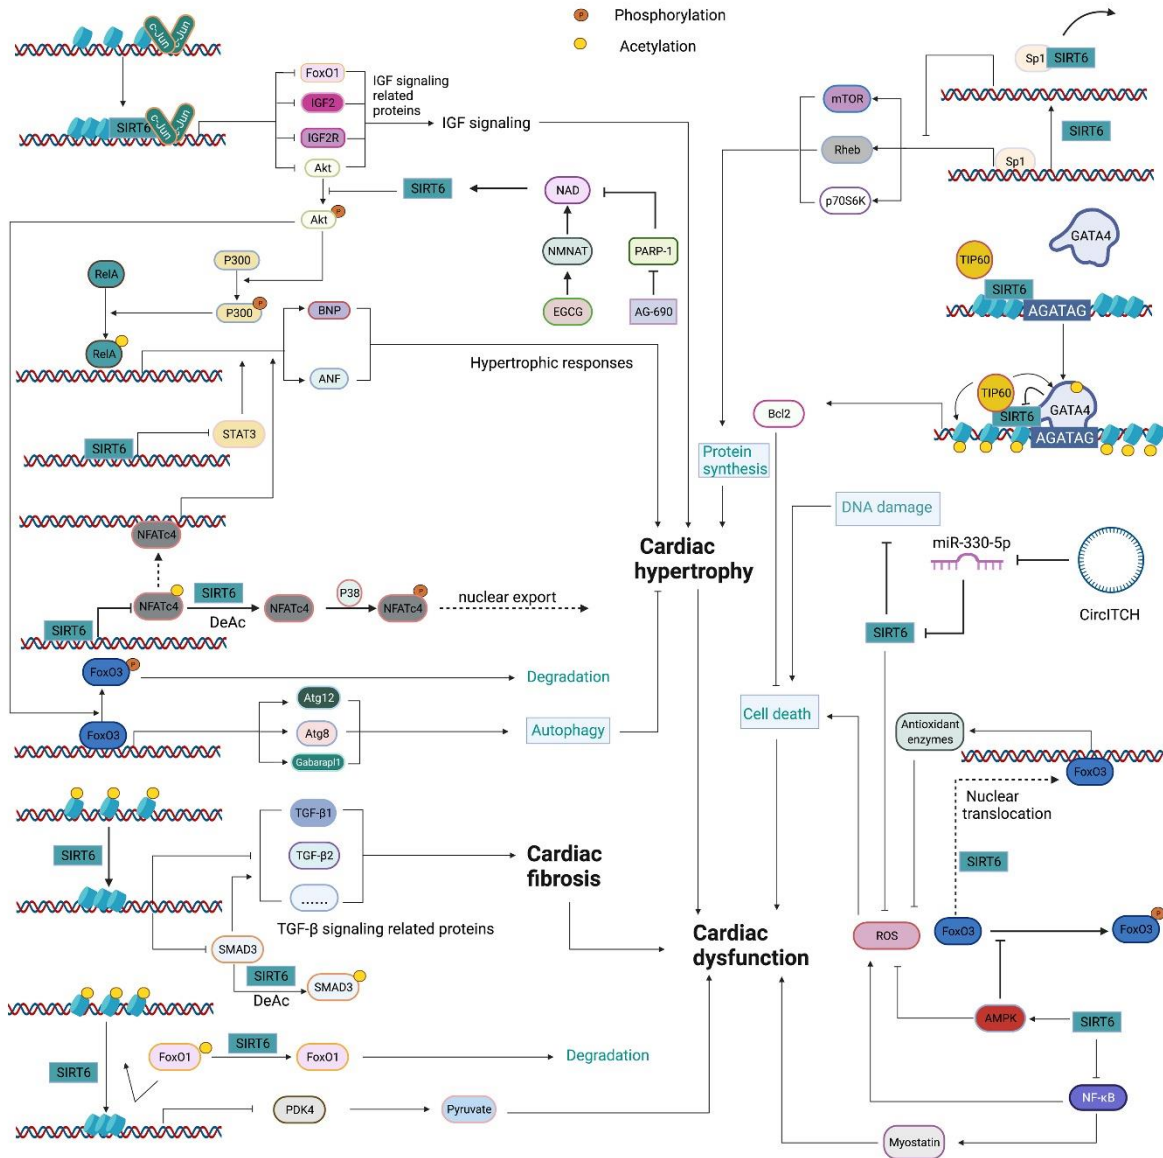 P
Phosphorylation
Acetylation
c-Jun
c-Jun
SIRT6
c-Jun
c-Jun
FoxO1
IGF2
IGF2R
Akt
IGF signaling
related
proteins
IGF signaling
Akt
P
SIRT6
NAD
NMNAT
EGCG
PARP-1
AG-690
P300
P300
P
RelA
RelA
BNP
ANF
Hypertrophic responses
SIRT6
STAT3
NFATc4
SIRT6
NFATc4
SIRT6
DeAc
NFATc4
P38
NFATc4
P
nuclear export
FoxO3
P
Degradation
FoxO3
Atg12
Atg8
Gabarapl1
Autophagy
Cardiac
hypertrophy
mTOR
Rheb
p70S6K
Sp1
SIRT6
SIRT6
Sp1
GATA4
TIP60
SIRT6
AGATAG
TIP60
SIRT6
GATA4
AGATAG
Bcl2
Protein
synthesis
DNA damage
miR-330-5p
CircITCH
SIRT6
Cell death
Antioxidant
enzymes
FoxO3
Nuclear
translocation
SIRT6
ROS
FoxO3
FoxO3
P
AMPK
SIRT6
NF-κB
Myostatin
SIRT6
TGF-β1
TGF-β2
......
TGF-β signaling related proteins
Cardiac
fibrosis
SMAD3
SIRT6
DeAc
SMAD3
Cardiac
dysfunction
SIRT6
FoxO1
SIRT6
FoxO1
Degradation
PDK4
Pyruvate